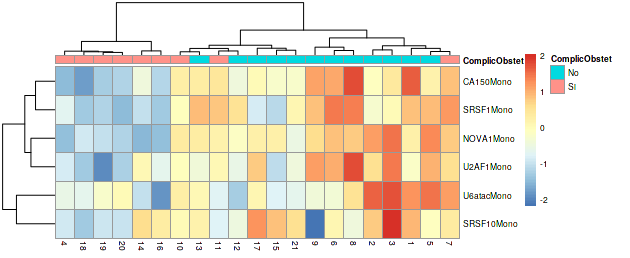 ComplicObstet
2
1
0
-1
-2
ComplicObstet
No
SI
CA150Mono
SRSF1Mono
NOVA1Mono
U2AF1Mono
U6atacMono
SRSF10Mono
4 18 19 20 14 16 10 13 11 12 17 15 21 9 6 8 2 3 1 5 7